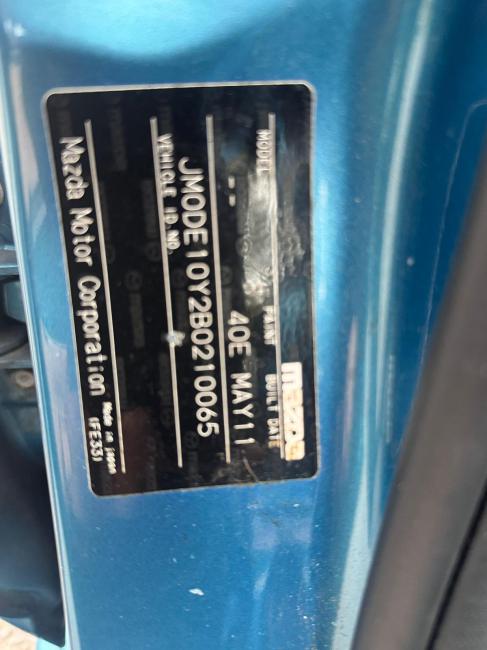 mazDa
MODEL PAINT BUILT DATE
40E MAY11
JM0DE10Y2B0210065
VEHICLE ID.NO.
Mazda Motor Corporation Made in Japan
(FE33)